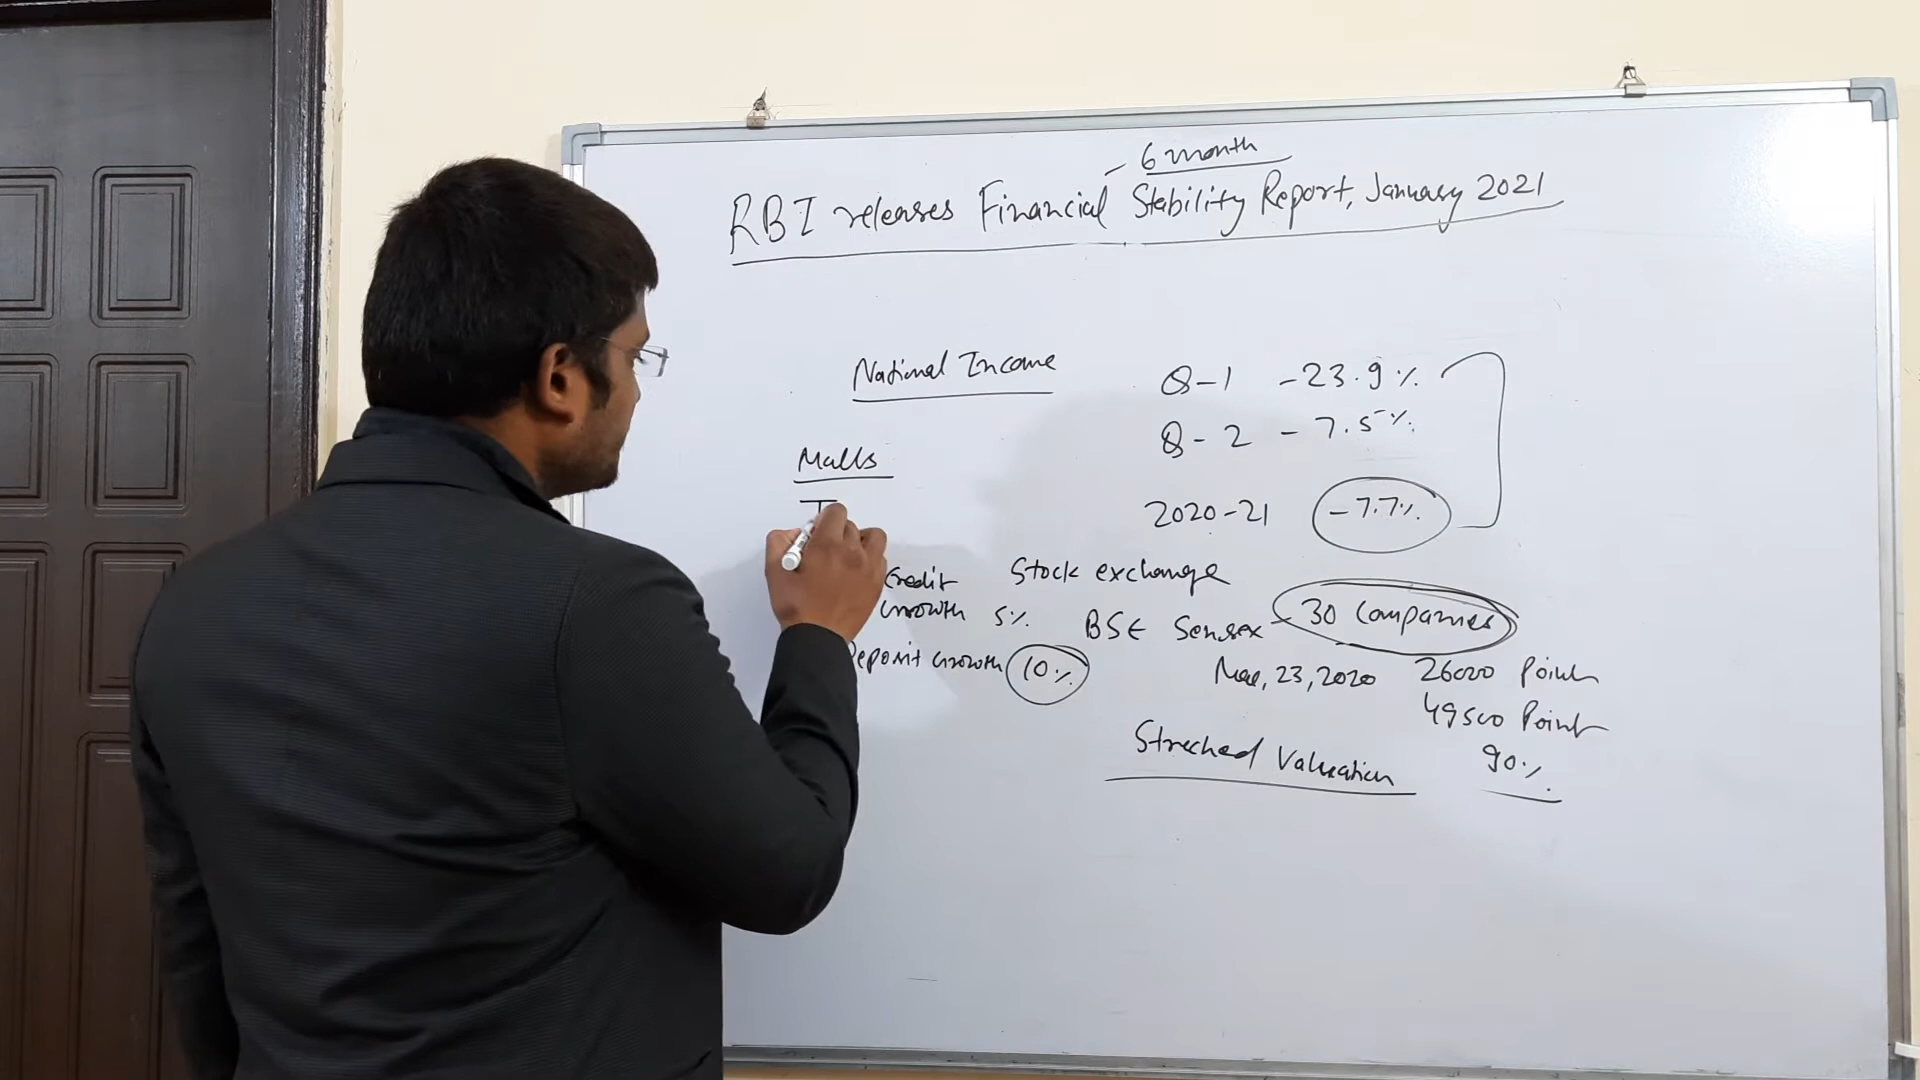 - 6 month
RBI releases Financial Stability Report, January 2021
National Income
Q-1 -23.9%
Q-2 -7.5%
Malls
2020-21 -7.7%
T
Credit
Growth 5%
Deposit Growth 10%
Stock exchange
BSE Sensex - 30 Companies
Mar, 23, 2020 26000 Points
49500 Points
90%
Streched Valuation